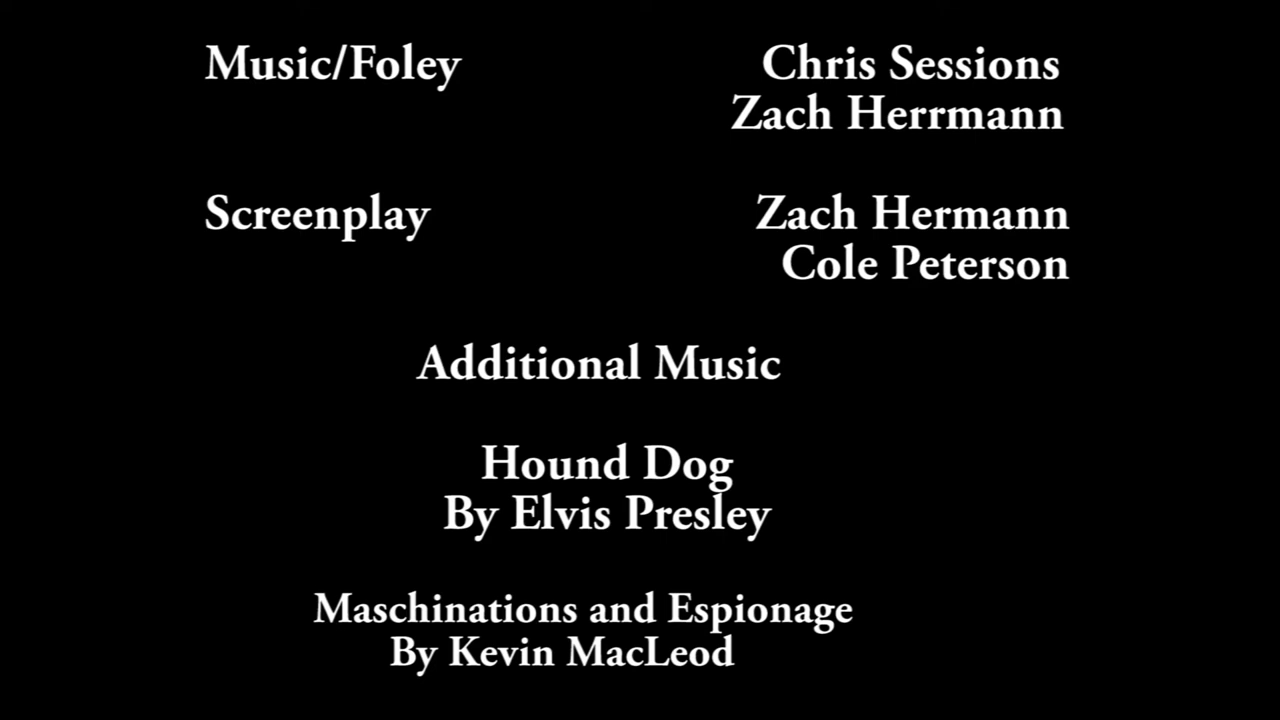 Music/Foley Chris Sessions
Zach Herrmann
Screenplay Zach Hermann
Cole Peterson
Additional Music
Hound Dog
By Elvis Presley
Maschinations and Espionage
By Kevin MacLeod